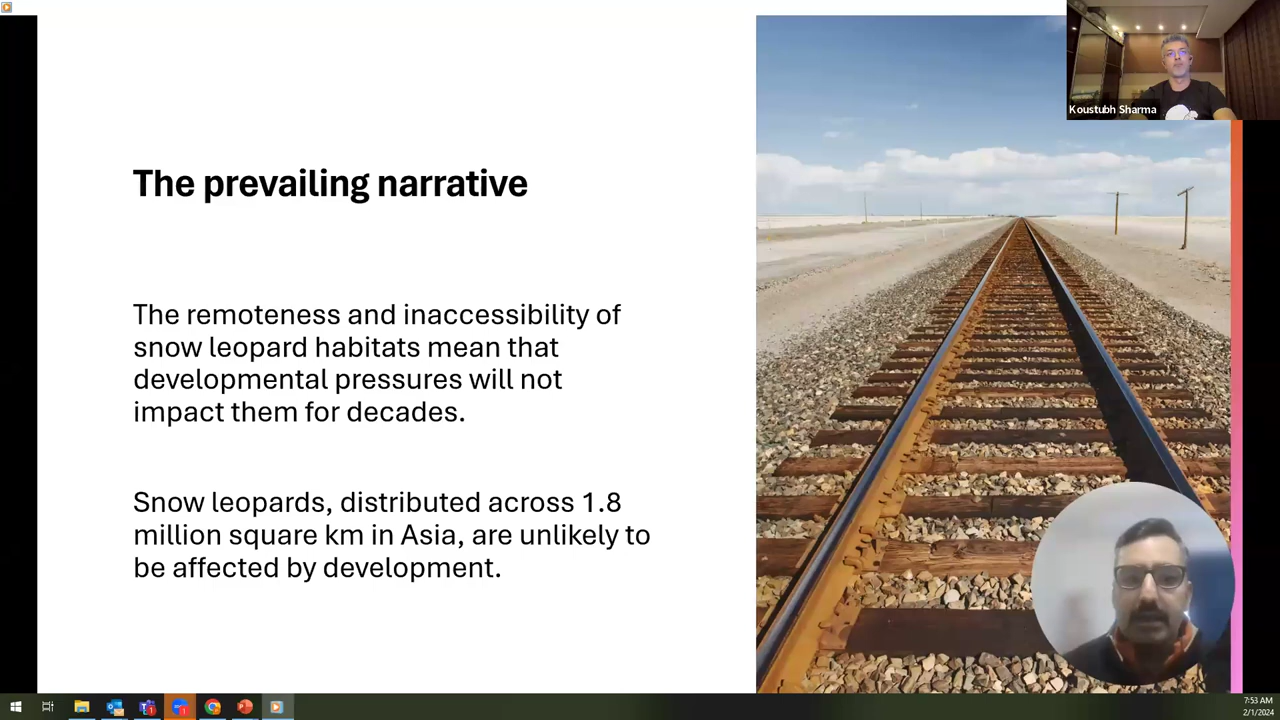 Koustubh Sharma
The prevailing narrative
The remoteness and inaccessibility of
snow leopard habitats mean that
developmental pressures will not
impact them for decades.
Snow leopards, distributed across 1.8
million square km in Asia, are unlikely to
be affected by development.
7:53 AM
2/1/2024